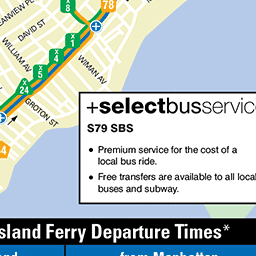 X
8
78
DAVID ST
WILLIAM AV
X
1
X
4
X
5
WIMAN AV
X
24
GROTON ST
+selectbusservice
S79 SBS
• Premium service for the cost of a
local bus ride.
• Free transfers are available to all local
buses and subway.
Island Ferry Departure Times*
from Manhattan